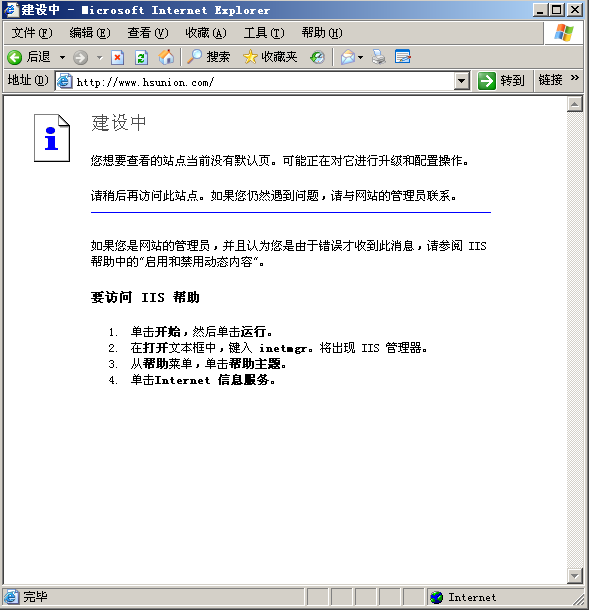 建设中 - Microsoft Internet Explorer
文件(F) 编辑(E) 查看(V) 收藏(A) 工具(T) 帮助(H)
后退 搜索 收藏夹
地址(D) http://www.hsunion.com/ 转到 链接 »
建设中
您想要查看的站点当前没有默认页。可能正在对它进行升级和配置操作。
请稍后再访问此站点。如果您仍然遇到问题，请与网站的管理员联系。
如果您是网站的管理员，并且认为您是由于错误才收到此消息，请参阅 IIS
帮助中的"启用和禁用动态内容"。
要访问 IIS 帮助
1. 单击开始，然后单击运行。
2. 在打开文本框中，键入 inetmgr。将出现 IIS 管理器。
3. 从帮助菜单，单击帮助主题。
4. 单击Internet 信息服务。
完毕 Internet